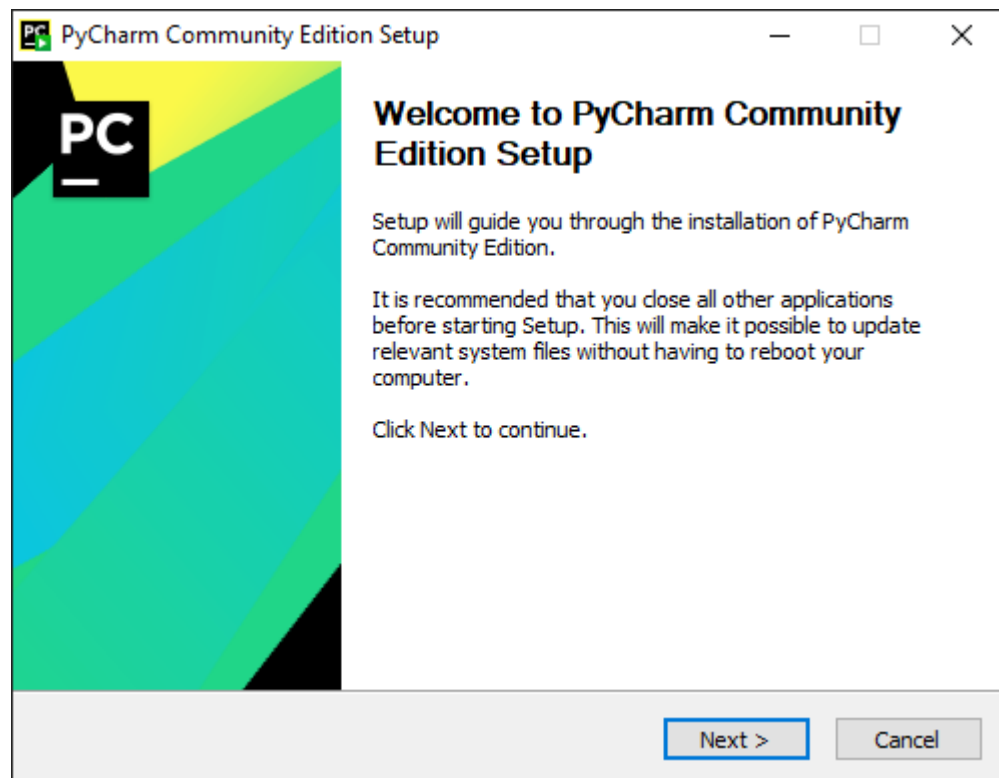 PyCharm Community Edition Setup
PC
Welcome to PyCharm Community
Edition Setup
Setup will guide you through the installation of PyCharm
Community Edition.
It is recommended that you close all other applications
before starting Setup. This will make it possible to update
relevant system files without having to reboot your
computer.
Click Next to continue.
Next >
Cancel